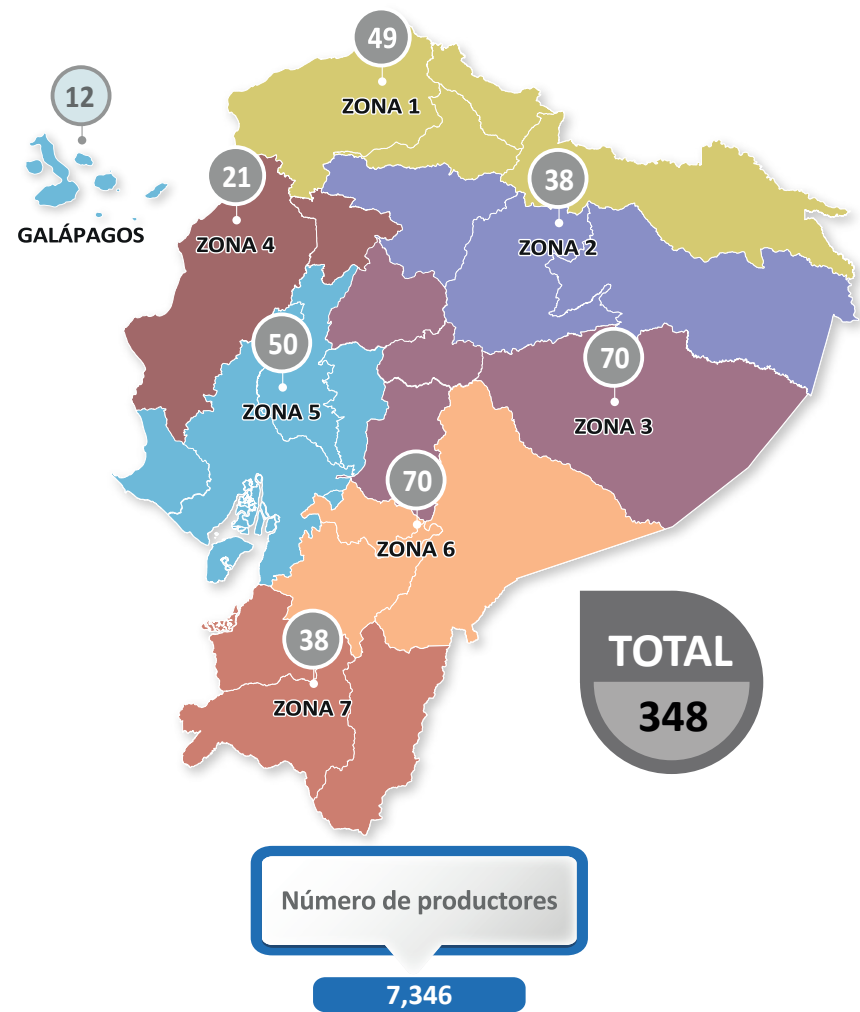 49
ZONA 1
12
GALÁPAGOS
21
ZONA 4
38
ZONA 2
50
ZONA 5
70
ZONA 3
70
ZONA 6
38
ZONA 7
TOTAL
348
Número de productores
7,346